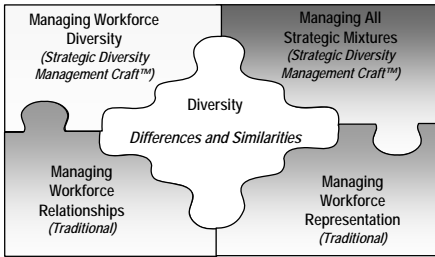 Managing Workforce
Diversity
(Strategic Diversity
Management Craft™)
Managing All
Strategic Mixtures
(Strategic Diversity
Management Craft™)
Diversity
Differences and Similarities
Managing
Workforce
Relationships
(Traditional)
Managing
Workforce
Representation
(Traditional)